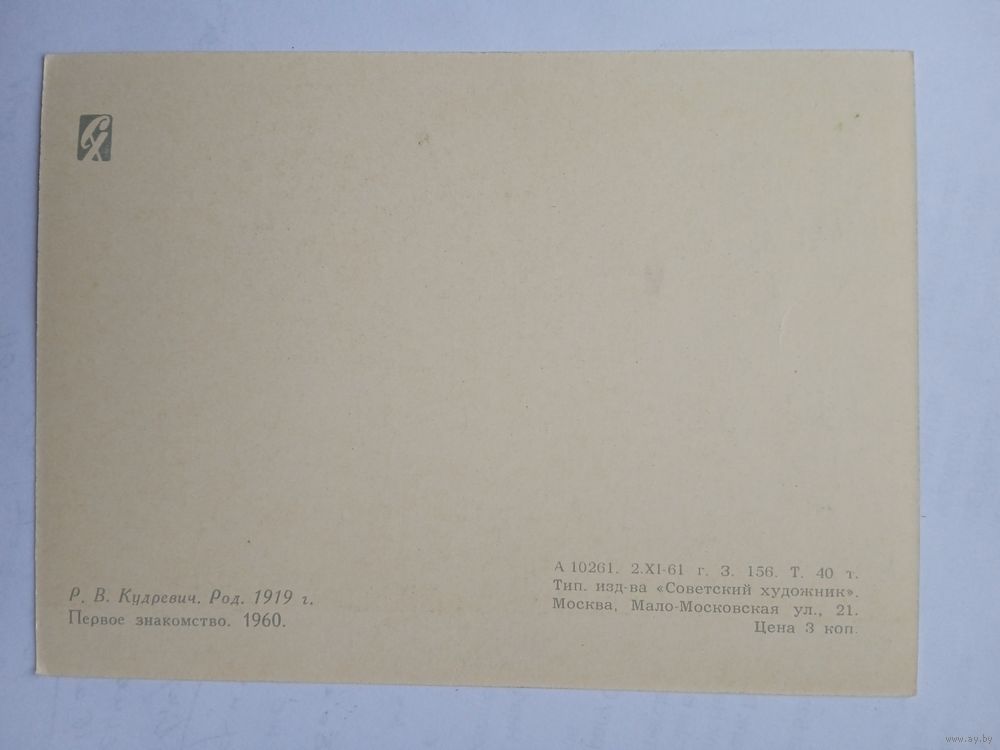 СХ
Р. В. Кудревич. Род. 1919 г.
Первое знакомство. 1960.
А 10261. 2.XI-61 г. З. 156. Т. 40 т.
Тип. изд-ва «Советский художник».
Москва, Мало-Московская ул., 21.
Цена 3 коп.
www.ay.by